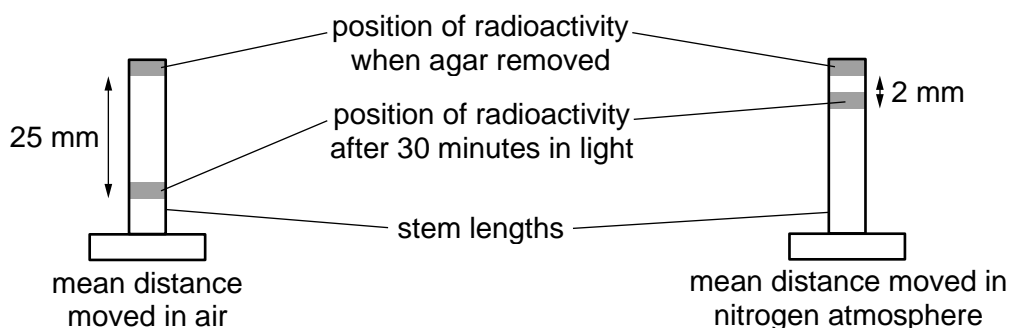 position of radioactivity
when agar removed
25 mm
2 mm
position of radioactivity
after 30 minutes in light
stem lengths
mean distance
moved in air
mean distance moved in
nitrogen atmosphere